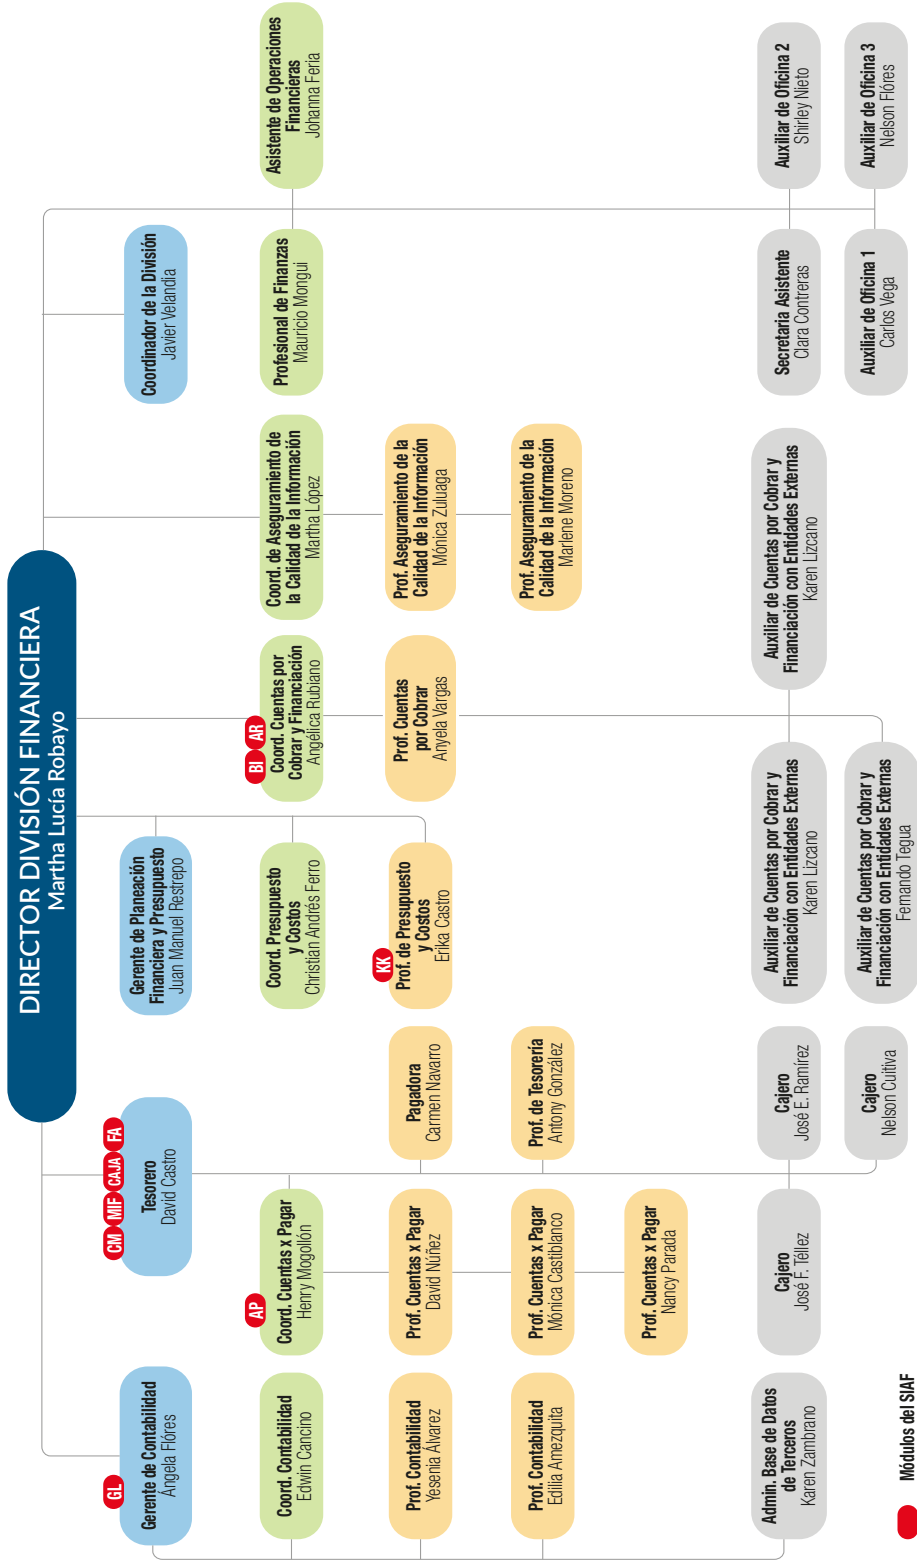 DIRECTOR DIVISIÓN FINANCIERA
Martha Lucía Robayo
GL
Gerente de Contabilidad
Ángela Flóres
CM
MIF
CAJA
FA
Tesorero
David Castro
Gerente de Planeación
Financiera y Presupuesto
Juan Manuel Restrepo
Coordinador de la División
Javier Velandia
Coord. Contabilidad
Edwin Cancino
AP
Coord. Cuentas x Pagar
Henry Mogollón
Coord. Presupuesto
y Costos
Christian Andrés Ferro
BI
AR
Coord. Cuentas por
Cobrar y Financiación
Angélica Rubiano
Coord. de Aseguramiento de
la Calidad de la Información
Martha López
Profesional de Finanzas
Mauricio Mongui
Asistente de Operaciones
Financieras
Johanna Feria
Prof. Contabilidad
Yesenia Álvarez
Prof. Cuentas x Pagar
David Núñez
Pagadora
Carmen Navarro
KK
Prof. de Presupuesto
y Costos
Erika Castro
Prof. Cuentas
por Cobrar
Anyela Vargas
Prof. Aseguramiento de la
Calidad de la Información
Mónica Zuluaga
Prof. Contabilidad
Edilia Amezquita
Prof. Cuentas x Pagar
Mónica Castiblanco
Prof. de Tesorería
Antony González
Prof. Aseguramiento de la
Calidad de la Información
Marlene Moreno
Prof. Cuentas x Pagar
Nancy Parada
Admin. Base de Datos
de Terceros
Karen Zambrano
Cajero
José F. Téllez
Cajero
José E. Ramírez
Auxiliar de Cuentas por Cobrar y
Financiación con Entidades Externas
Karen Lizcano
Auxiliar de Cuentas por Cobrar y
Financiación con Entidades Externas
Karen Lizcano
Secretaria Asistente
Clara Contreras
Auxiliar de Oficina 2
Shirley Nieto
Cajero
Nelson Cuitiva
Auxiliar de Cuentas por Cobrar y
Financiación con Entidades Externas
Fernando Tegua
Auxiliar de Oficina 1
Carlos Vega
Auxiliar de Oficina 3
Nelson Flóres
Módulos del SIAF